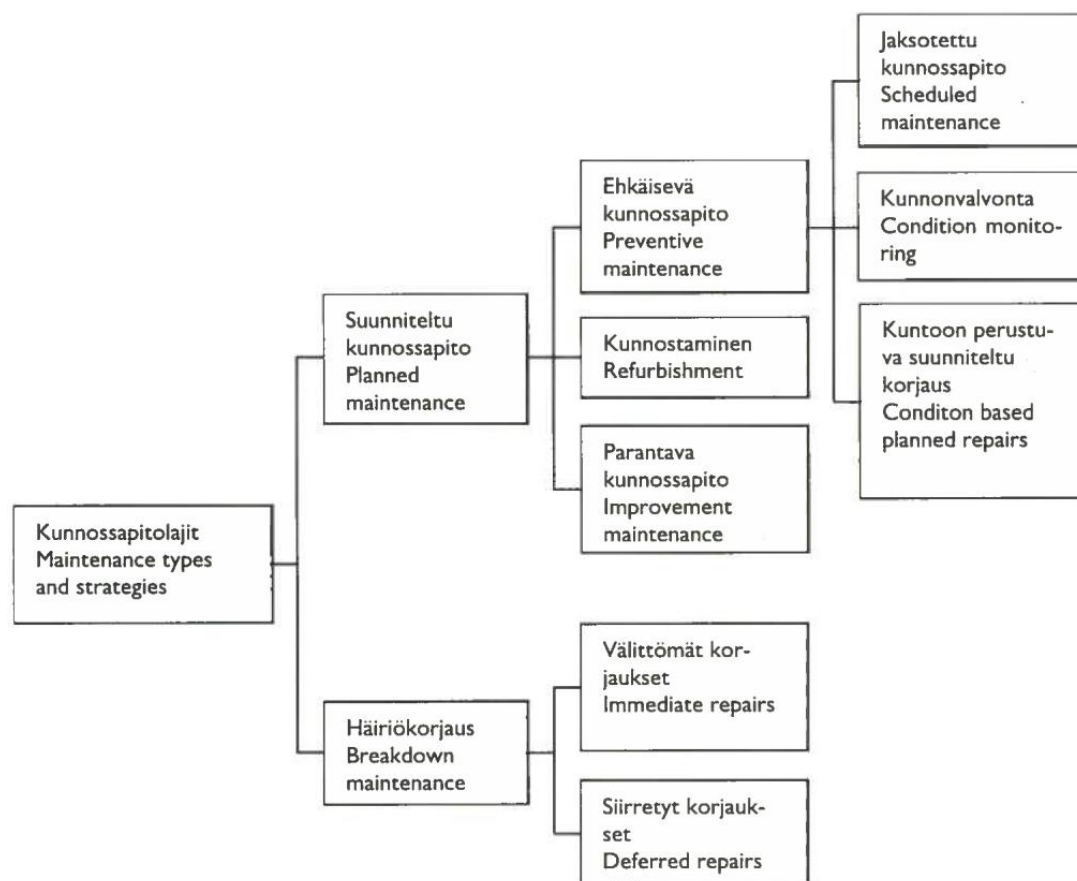 Jaksotettu
kunnossapito
Scheduled
maintenance
Ehkäisevä
kunnossapito
Preventive
maintenance
Kunnonvalvonta
Condition monito-
ring
Suunniteltu
kunnossapito
Planned
maintenance
Kunnostaminen
Refurbishment
Kuntoon perustu-
va suunniteltu
korjaus
Conditon based
planned repairs
Parantava
kunnossapito
Improvement
maintenance
Kunnossapitolajit
Maintenance types
and strategies
Välittömät kor-
jaukset
Immediate repairs
Häiriökorjaus
Breakdown
maintenance
Siirretyt korjauk-
set
Deferred repairs